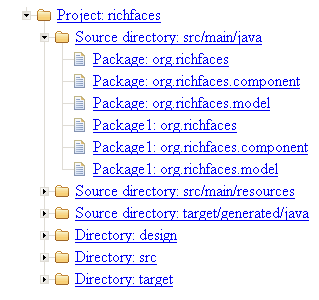 Project: richfaces
Source directory: src/main/java
Package: org.richfaces
Package: org.richfaces.component
Package: org.richfaces.model
Package1: org.richfaces
Package1: org.richfaces.component
Package1: org.richfaces.model
Source directory: src/main/resources
Source directory: target/generated/java
Directory: design
Directory: src
Directory: target